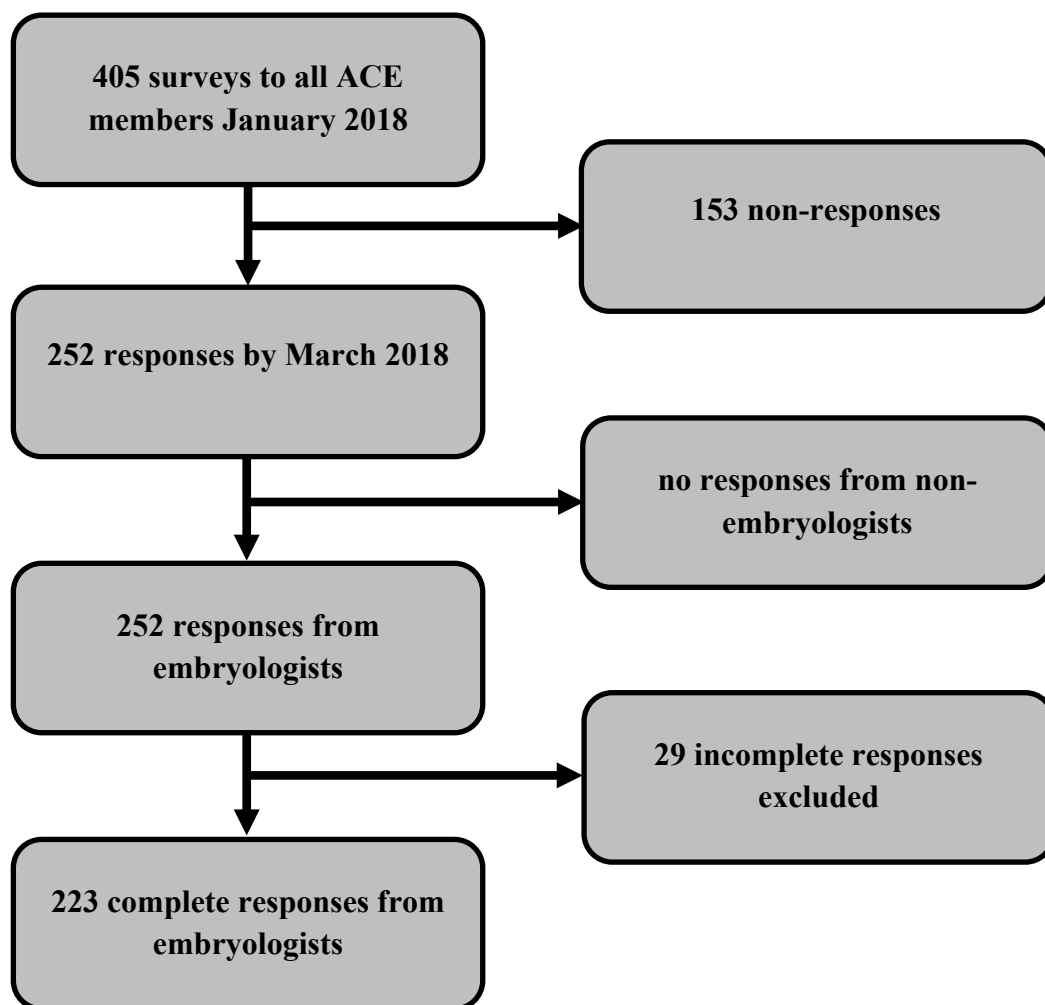 405 surveys to all ACE
members January 2018
153 non-responses
252 responses by March 2018
no responses from non-
embryologists
252 responses from
embryologists
29 incomplete responses
excluded
223 complete responses from
embryologists